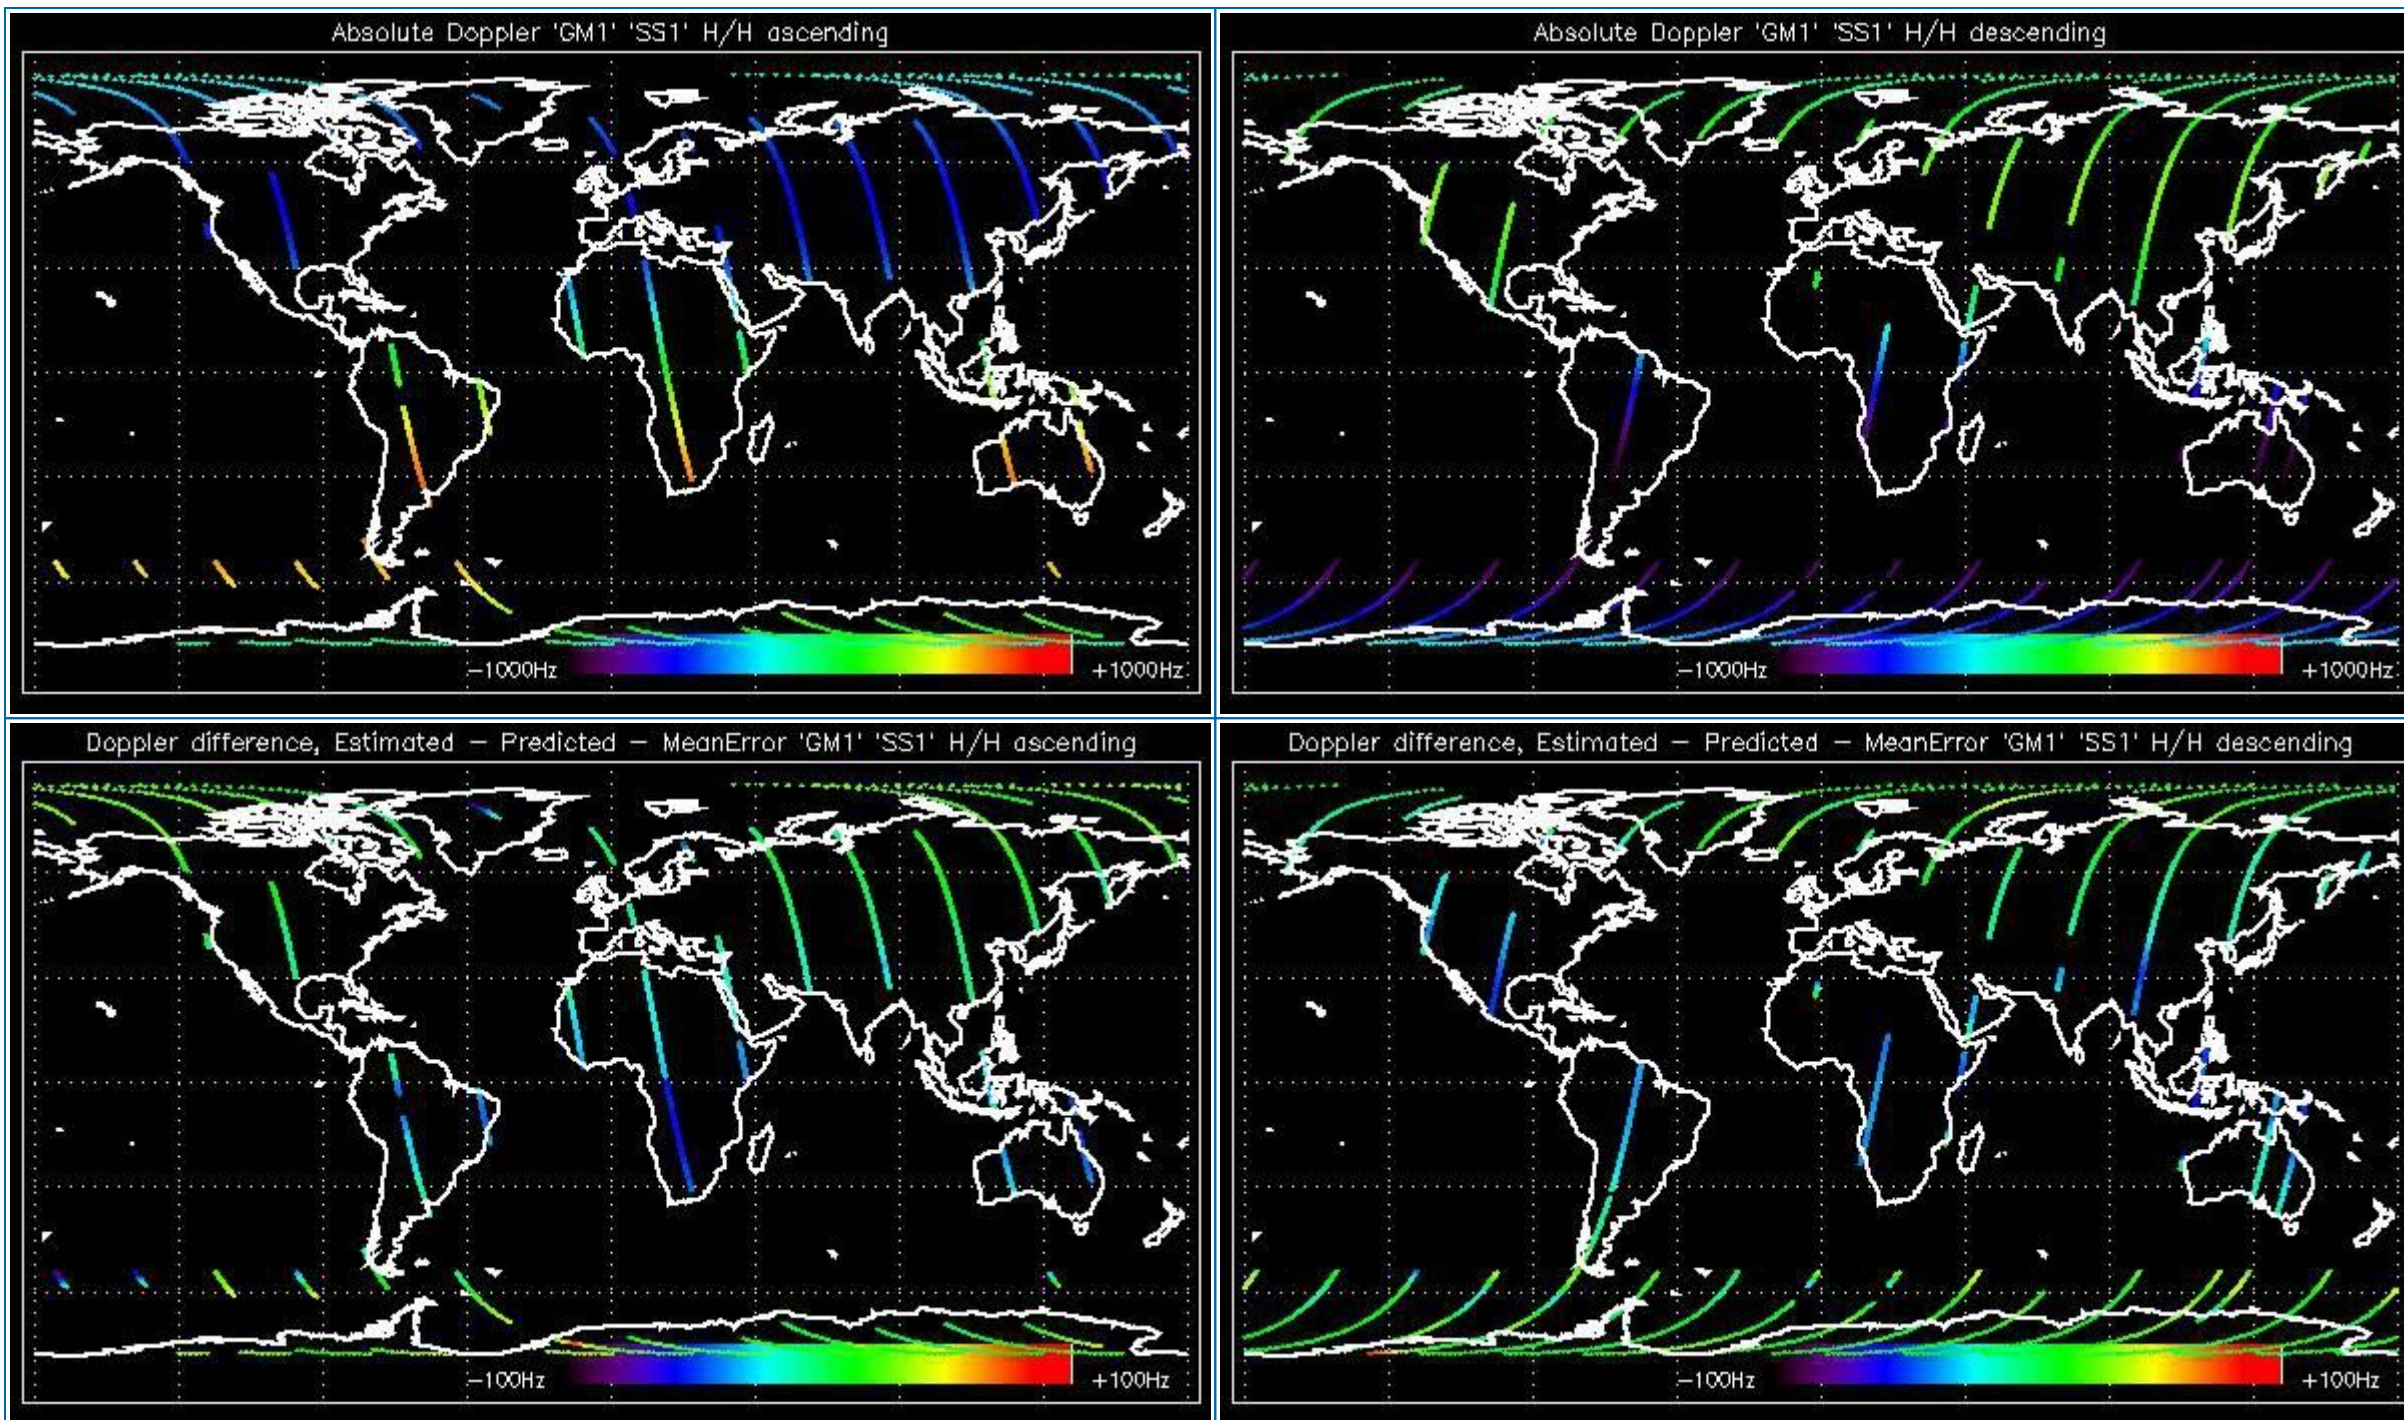 Absolute Doppler 'GM1' 'SS1' H/H ascending
−1000Hz
+1000Hz
Absolute Doppler 'GM1' 'SS1' H/H descending
−1000Hz
+1000Hz
Doppler difference, Estimated − Predicted − MeanError 'GM1' 'SS1' H/H ascending
−100Hz
+100Hz
Doppler difference, Estimated − Predicted − MeanError 'GM1' 'SS1' H/H descending
−100Hz
+100Hz